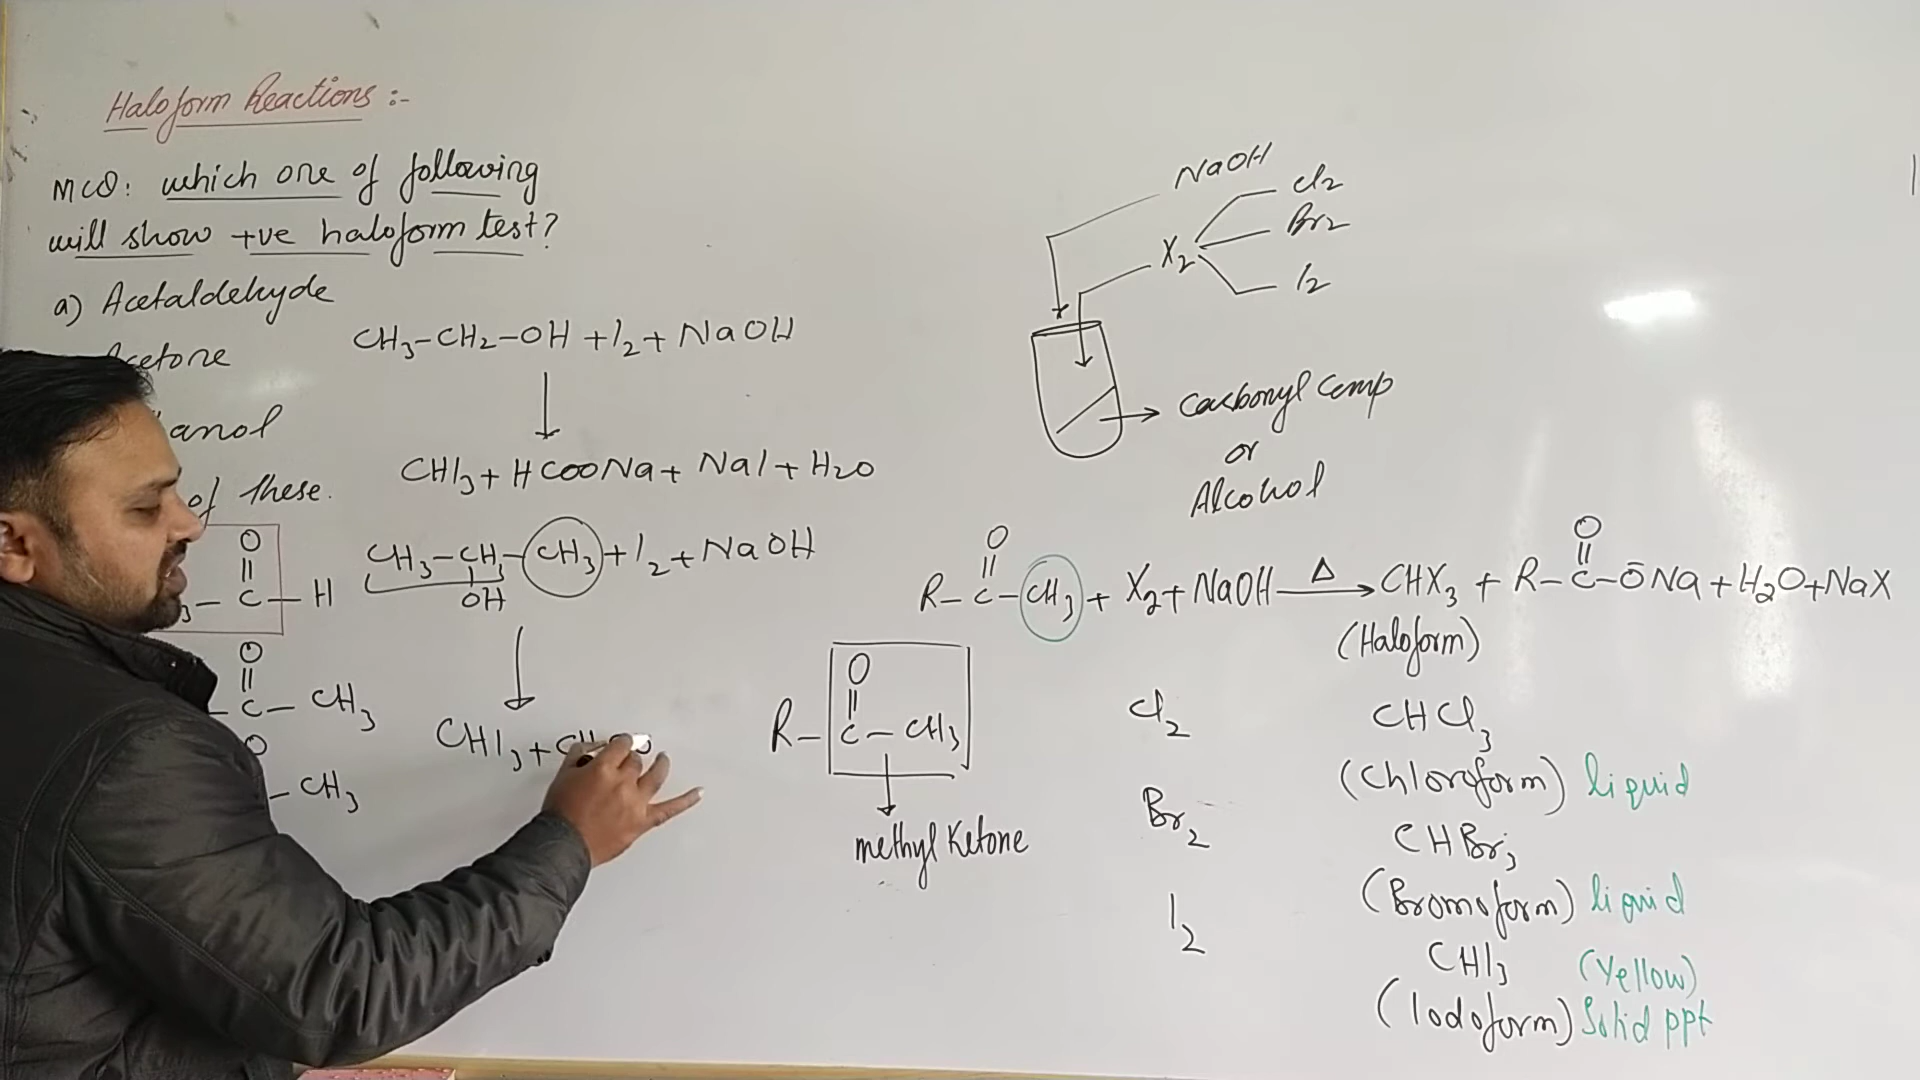 Haloform Reactions :-
MCQ: which one of following
will show +ve haloform test?
a) Acetaldehyde
CH3-CH2-OH + I2 + NaOH
CHI3 + HCOONa + NaI + H2O
of these.
O
|| 
C-H
CH3-CH-CH3 + I2 + NaOH
OH
O
||
C-CH3
CHI3 +
O
-CH3
NaOH
X2
Cl2
Br2
I2
Carbonyl Comp
or
Alcohol
O
||
R-C-CH3 + X2 + NaOH —Δ→ CHX3 + R-C-ŌNa + H2O + NaX
O
||
(Haloform)
O
||
R-C-CH3
methyl Ketone
Cl2 CHCl3
(Chloroform) liquid
Br2 CHBr3
(Bromoform) liquid
I2 CHI3 (Yellow)
(Iodoform) Solid ppt